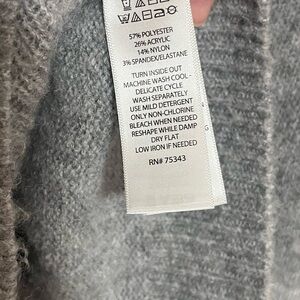 57% POLYESTER
26% ACRYLIC
14% NYLON
3% SPANDEX/ELASTANE
TURN INSIDE OUT
MACHINE WASH COOL -
DELICATE CYCLE
WASH SEPARATELY
USE MILD DETERGENT
ONLY NON-CHLORINE
BLEACH WHEN NEEDED
RESHAPE WHILE DAMP
DRY FLAT
LOW IRON IF NEEDED
RN# 75343